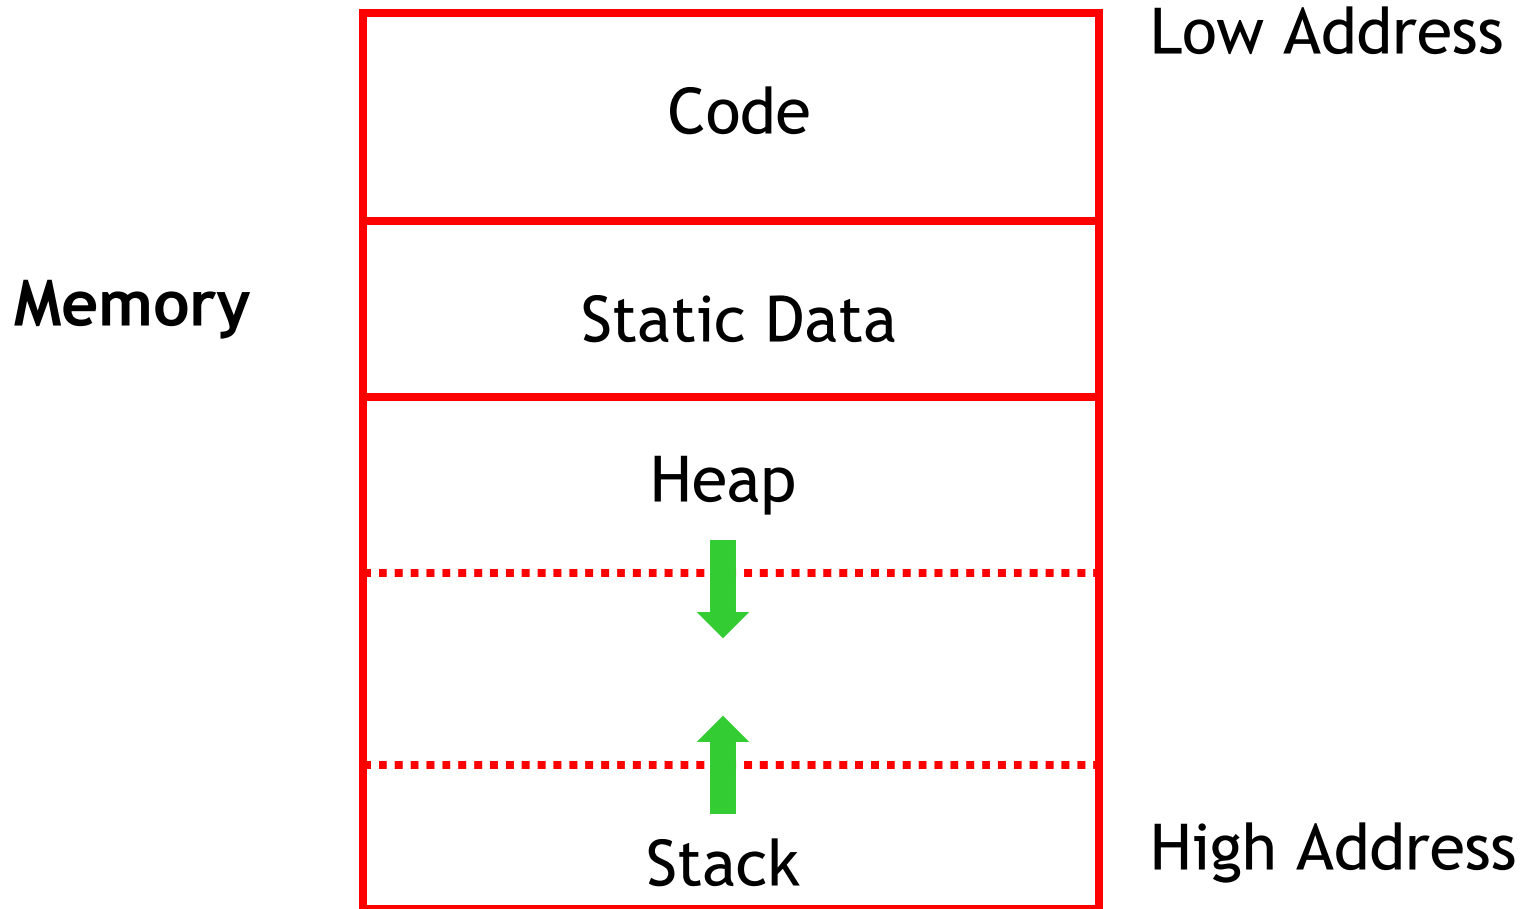 Low Address
Code
Memory
Static Data
Heap
Stack
High Address